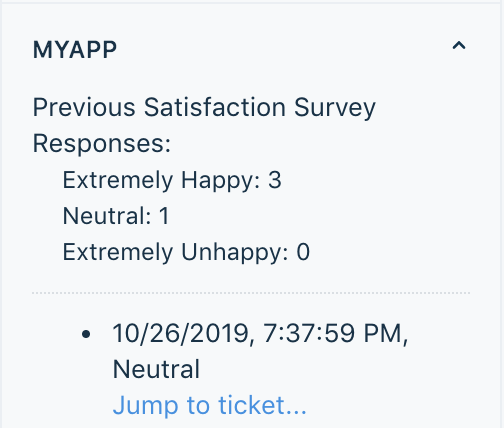 MYAPP
Previous Satisfaction Survey
Responses:
Extremely Happy: 3
Neutral: 1
Extremely Unhappy: 0
• 10/26/2019, 7:37:59 PM,
Neutral
Jump to ticket...